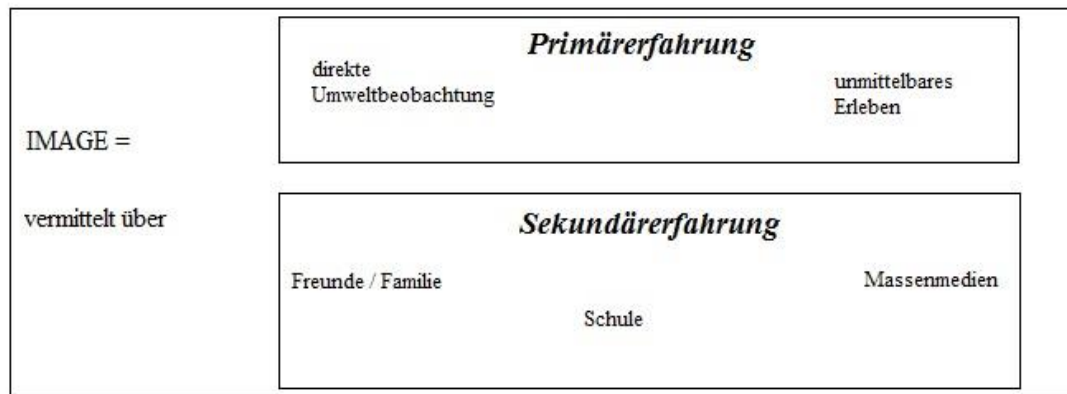 Primärerfahrung
direkte
Umweltbeobachtung
unmittelbares
Erleben
IMAGE =
vermittelt über
Sekundärerfahrung
Freunde / Familie
Massenmedien
Schule